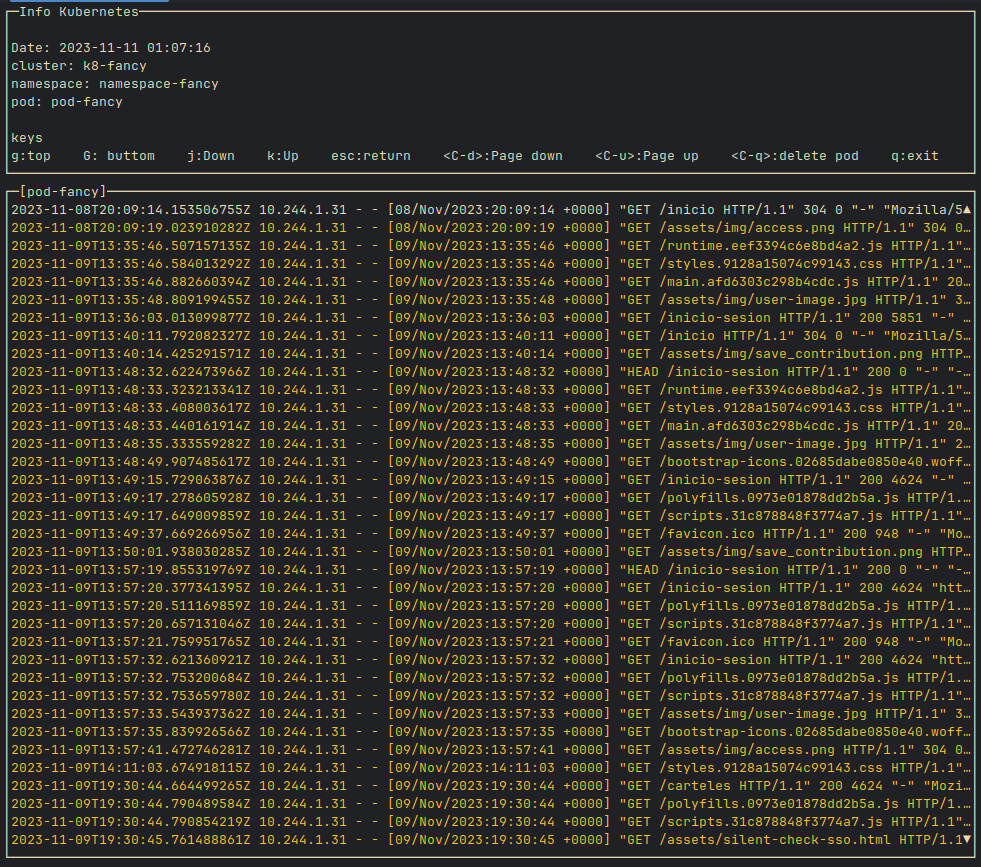 Info Kubernetes
Date: 2023-11-11 01:07:16
cluster: k8-fancy
namespace: namespace-fancy
pod: pod-fancy
keys
g:top    G: buttom    j:Down    k:Up    esc:return    <C-d>:Page down    <C-u>:Page up    <C-q>:delete pod    q:exit
[pod-fancy]
2023-11-08T20:09:14.153506755Z 10.244.1.31 - - [08/Nov/2023:20:09:14 +0000] "GET /inicio HTTP/1.1" 304 0 "-" "Mozilla/5▲
2023-11-08T20:09:19.023910282Z 10.244.1.31 - - [08/Nov/2023:20:09:19 +0000] "GET /assets/img/access.png HTTP/1.1" 304 0…
2023-11-09T13:35:46.507157135Z 10.244.1.31 - - [09/Nov/2023:13:35:46 +0000] "GET /runtime.eef3394c6e8bd4a2.js HTTP/1.1"…
2023-11-09T13:35:46.584013292Z 10.244.1.31 - - [09/Nov/2023:13:35:46 +0000] "GET /styles.9128a15074c99143.css HTTP/1.1"…
2023-11-09T13:35:46.882660394Z 10.244.1.31 - - [09/Nov/2023:13:35:46 +0000] "GET /main.afd6303c298b4cdc.js HTTP/1.1" 20…
2023-11-09T13:35:48.809199455Z 10.244.1.31 - - [09/Nov/2023:13:35:48 +0000] "GET /assets/img/user-image.jpg HTTP/1.1" 3…
2023-11-09T13:36:03.013099877Z 10.244.1.31 - - [09/Nov/2023:13:36:03 +0000] "GET /inicio-sesion HTTP/1.1" 200 5851 "-" …
2023-11-09T13:40:11.792082327Z 10.244.1.31 - - [09/Nov/2023:13:40:11 +0000] "GET /inicio HTTP/1.1" 304 0 "-" "Mozilla/5…
2023-11-09T13:40:14.425291571Z 10.244.1.31 - - [09/Nov/2023:13:40:14 +0000] "GET /assets/img/save_contribution.png HTTP…
2023-11-09T13:48:32.622473966Z 10.244.1.31 - - [09/Nov/2023:13:48:32 +0000] "HEAD /inicio-sesion HTTP/1.1" 200 0 "-" "-…
2023-11-09T13:48:33.323213341Z 10.244.1.31 - - [09/Nov/2023:13:48:33 +0000] "GET /runtime.eef3394c6e8bd4a2.js HTTP/1.1"…
2023-11-09T13:48:33.408003617Z 10.244.1.31 - - [09/Nov/2023:13:48:33 +0000] "GET /styles.9128a15074c99143.css HTTP/1.1"…
2023-11-09T13:48:33.440161914Z 10.244.1.31 - - [09/Nov/2023:13:48:33 +0000] "GET /main.afd6303c298b4cdc.js HTTP/1.1" 20…
2023-11-09T13:48:35.333559282Z 10.244.1.31 - - [09/Nov/2023:13:48:35 +0000] "GET /assets/img/user-image.jpg HTTP/1.1" 2…
2023-11-09T13:48:49.907485617Z 10.244.1.31 - - [09/Nov/2023:13:48:49 +0000] "GET /bootstrap-icons.02685dabe0850e40.woff…
2023-11-09T13:49:15.729063876Z 10.244.1.31 - - [09/Nov/2023:13:49:15 +0000] "GET /inicio-sesion HTTP/1.1" 200 4624 "-" …
2023-11-09T13:49:17.278605928Z 10.244.1.31 - - [09/Nov/2023:13:49:17 +0000] "GET /polyfills.0973e01878dd2b5a.js HTTP/1.…
2023-11-09T13:49:17.649009859Z 10.244.1.31 - - [09/Nov/2023:13:49:17 +0000] "GET /scripts.31c878848f3774a7.js HTTP/1.1"…
2023-11-09T13:49:37.669266956Z 10.244.1.31 - - [09/Nov/2023:13:49:37 +0000] "GET /favicon.ico HTTP/1.1" 200 948 "-" "Mo…
2023-11-09T13:50:01.938030285Z 10.244.1.31 - - [09/Nov/2023:13:50:01 +0000] "GET /assets/img/save_contribution.png HTTP…
2023-11-09T13:57:19.855319769Z 10.244.1.31 - - [09/Nov/2023:13:57:19 +0000] "HEAD /inicio-sesion HTTP/1.1" 200 0 "-" "-…
2023-11-09T13:57:20.377341395Z 10.244.1.31 - - [09/Nov/2023:13:57:20 +0000] "GET /inicio-sesion HTTP/1.1" 200 4624 "htt…
2023-11-09T13:57:20.511169859Z 10.244.1.31 - - [09/Nov/2023:13:57:20 +0000] "GET /polyfills.0973e01878dd2b5a.js HTTP/1.…
2023-11-09T13:57:20.657131046Z 10.244.1.31 - - [09/Nov/2023:13:57:20 +0000] "GET /scripts.31c878848f3774a7.js HTTP/1.1"…
2023-11-09T13:57:21.759951765Z 10.244.1.31 - - [09/Nov/2023:13:57:21 +0000] "GET /favicon.ico HTTP/1.1" 200 948 "-" "Mo…
2023-11-09T13:57:32.621360921Z 10.244.1.31 - - [09/Nov/2023:13:57:32 +0000] "GET /inicio-sesion HTTP/1.1" 200 4624 "htt…
2023-11-09T13:57:32.753200684Z 10.244.1.31 - - [09/Nov/2023:13:57:32 +0000] "GET /polyfills.0973e01878dd2b5a.js HTTP/1.…
2023-11-09T13:57:32.753659780Z 10.244.1.31 - - [09/Nov/2023:13:57:32 +0000] "GET /scripts.31c878848f3774a7.js HTTP/1.1"…
2023-11-09T13:57:33.543937362Z 10.244.1.31 - - [09/Nov/2023:13:57:33 +0000] "GET /assets/img/user-image.jpg HTTP/1.1" 3…
2023-11-09T13:57:35.839926566Z 10.244.1.31 - - [09/Nov/2023:13:57:35 +0000] "GET /bootstrap-icons.02685dabe0850e40.woff…
2023-11-09T13:57:41.472746281Z 10.244.1.31 - - [09/Nov/2023:13:57:41 +0000] "GET /assets/img/access.png HTTP/1.1" 304 0…
2023-11-09T14:11:03.674918115Z 10.244.1.31 - - [09/Nov/2023:14:11:03 +0000] "GET /styles.9128a15074c99143.css HTTP/1.1"…
2023-11-09T19:30:44.664499265Z 10.244.1.31 - - [09/Nov/2023:19:30:44 +0000] "GET /carteles HTTP/1.1" 200 4624 "-" "Mozi…
2023-11-09T19:30:44.790489584Z 10.244.1.31 - - [09/Nov/2023:19:30:44 +0000] "GET /polyfills.0973e01878dd2b5a.js HTTP/1.…
2023-11-09T19:30:44.790854219Z 10.244.1.31 - - [09/Nov/2023:19:30:44 +0000] "GET /scripts.31c878848f3774a7.js HTTP/1.1"…
2023-11-09T19:30:45.761488861Z 10.244.1.31 - - [09/Nov/2023:19:30:45 +0000] "GET /assets/silent-check-sso.html HTTP/1.1▼